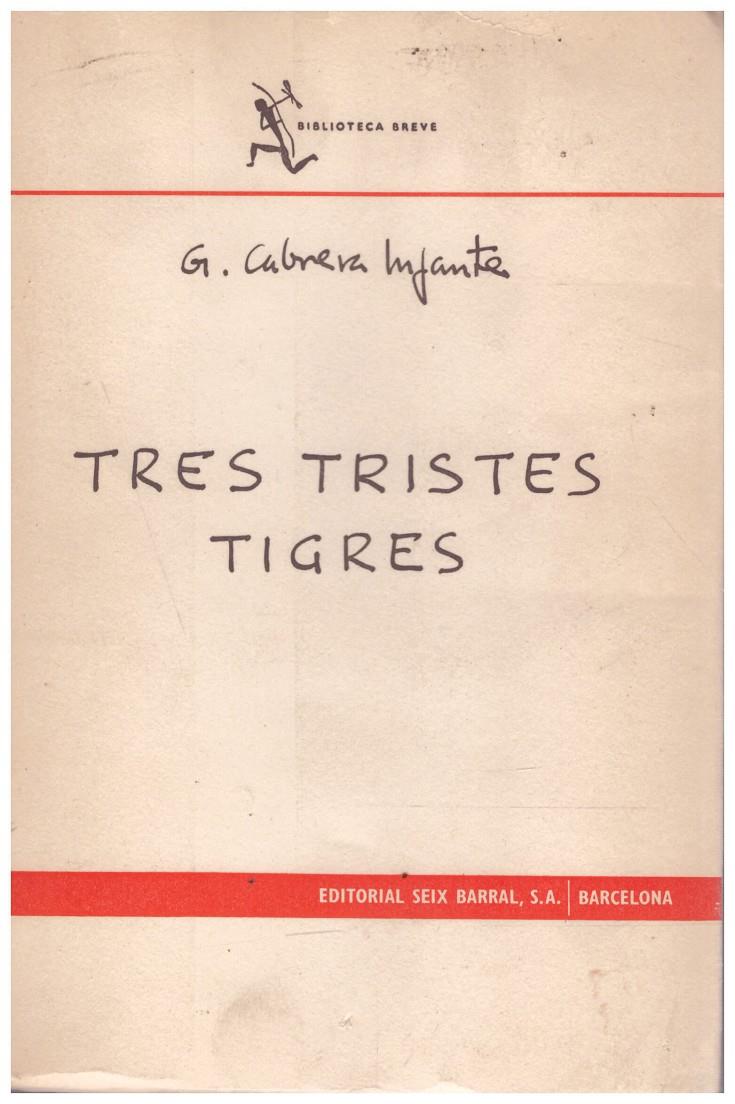 BIBLIOTECA BREVE
G. Cabrera Infante
TRES TRISTES
TIGRES
EDITORIAL SEIX BARRAL, S.A. | BARCELONA